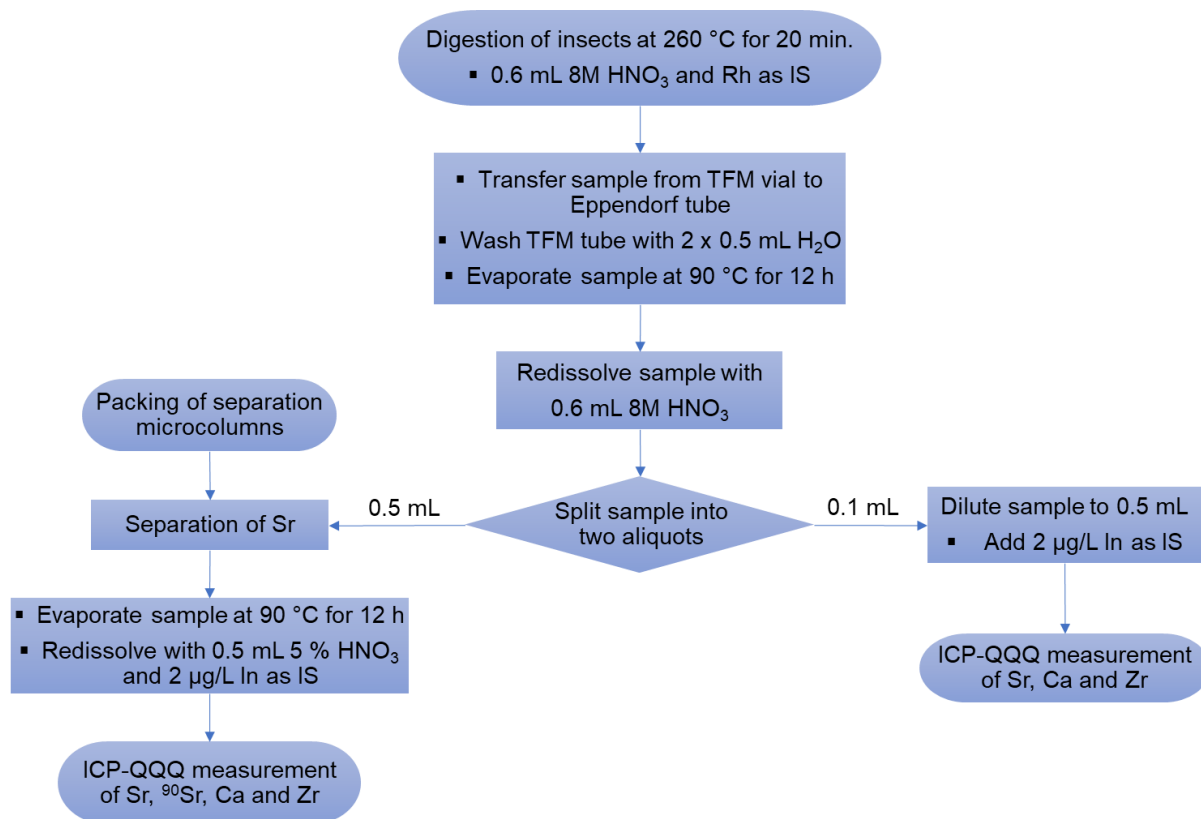 Digestion of insects at 260 °C for 20 min.
▪ 0.6 mL 8M HNO₃ and Rh as IS
▪ Transfer sample from TFM vial to
Eppendorf tube
▪ Wash TFM tube with 2 x 0.5 mL H₂O
▪ Evaporate sample at 90 °C for 12 h
Redissolve sample with
0.6 mL 8M HNO₃
Packing of separation
microcolumns
Split sample into
two aliquots
0.5 mL
0.1 mL
Separation of Sr
Dilute sample to 0.5 mL
▪ Add 2 µg/L In as IS
▪ Evaporate sample at 90 °C for 12 h
▪ Redissolve with 0.5 mL 5 % HNO₃
and 2 µg/L In as IS
ICP-QQQ measurement
of Sr, Ca and Zr
ICP-QQQ measurement
of Sr, ⁹⁰Sr, Ca and Zr